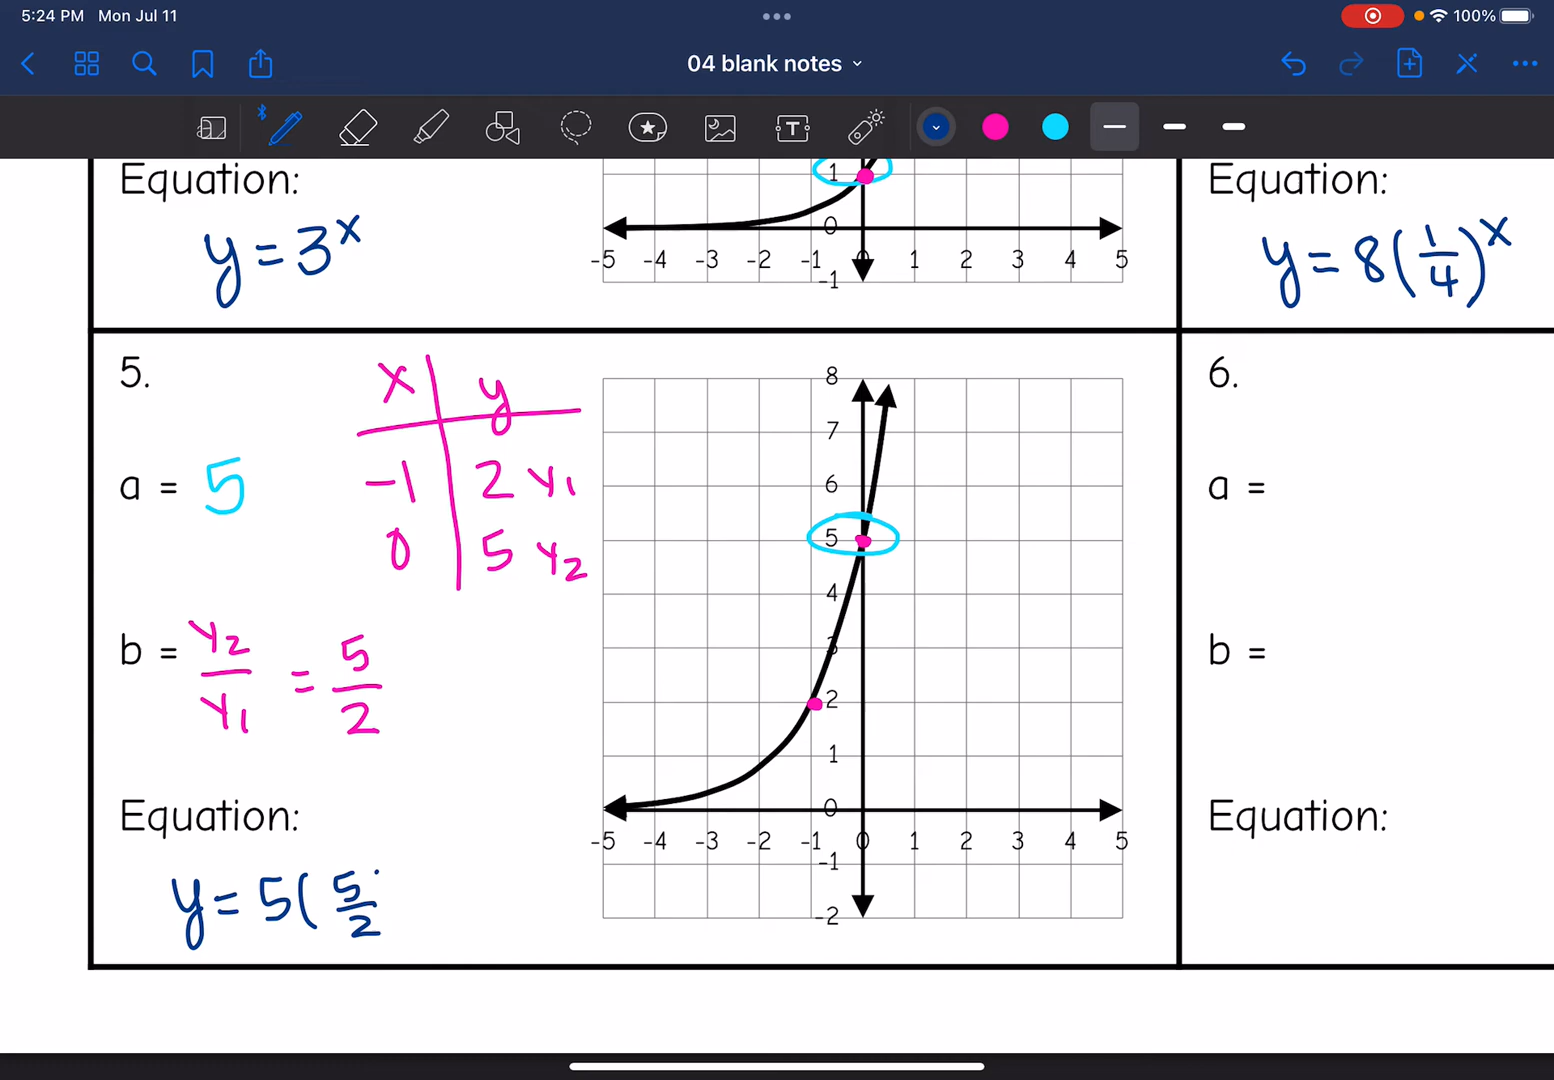 5:24 PM Mon Jul 11
100%
04 blank notes
T
Equation:
y = 3^x
1
0
-5 -4 -3 -2 -1 0 1 2 3 4 5
-1
Equation:
y = 8(1/4)^x
5.
x | y
-1 | 2 y1
0 | 5 y2
a = 5
b = y2/y1 = 5/2
Equation:
y = 5(5/2
8
7
6
5
4
3
2
1
0
-5 -4 -3 -2 -1 0 1 2 3 4 5
-1
-2
6.
a =
b =
Equation: